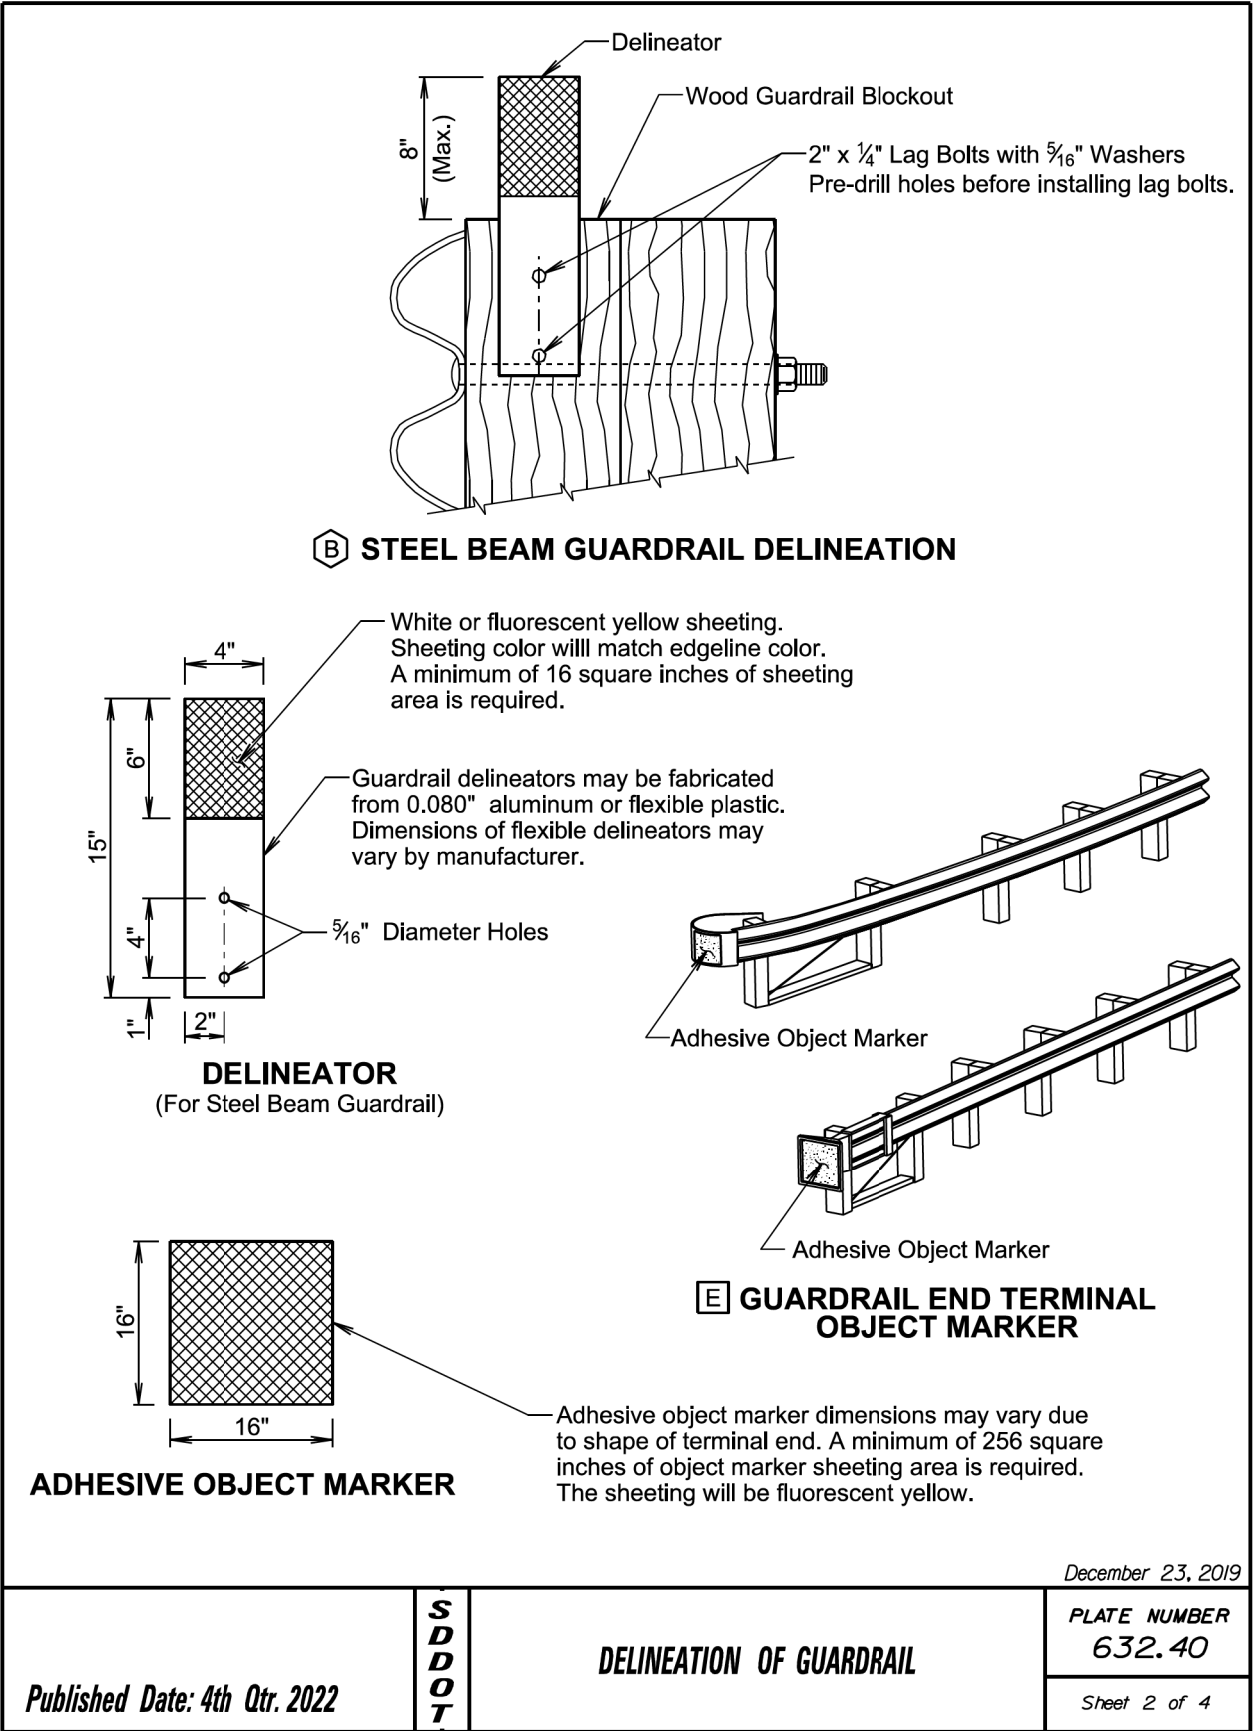 Delineator
Wood Guardrail Blockout
8"
(Max.)
2" x 1/4" Lag Bolts with 5/16" Washers
Pre-drill holes before installing lag bolts.
B STEEL BEAM GUARDRAIL DELINEATION
White or fluorescent yellow sheeting.
Sheeting color willl match edgeline color.
A minimum of 16 square inches of sheeting
area is required.
4"
6"
15"
Guardrail delineators may be fabricated
from 0.080" aluminum or flexible plastic.
Dimensions of flexible delineators may
vary by manufacturer.
4"
5/16" Diameter Holes
1"
2"
DELINEATOR
(For Steel Beam Guardrail)
Adhesive Object Marker
Adhesive Object Marker
E GUARDRAIL END TERMINAL
OBJECT MARKER
16"
16"
ADHESIVE OBJECT MARKER
Adhesive object marker dimensions may vary due
to shape of terminal end. A minimum of 256 square
inches of object marker sheeting area is required.
The sheeting will be fluorescent yellow.
December 23, 2019
Published Date: 4th Qtr. 2022
SDDOT
DELINEATION OF GUARDRAIL
PLATE NUMBER
632.40
Sheet 2 of 4